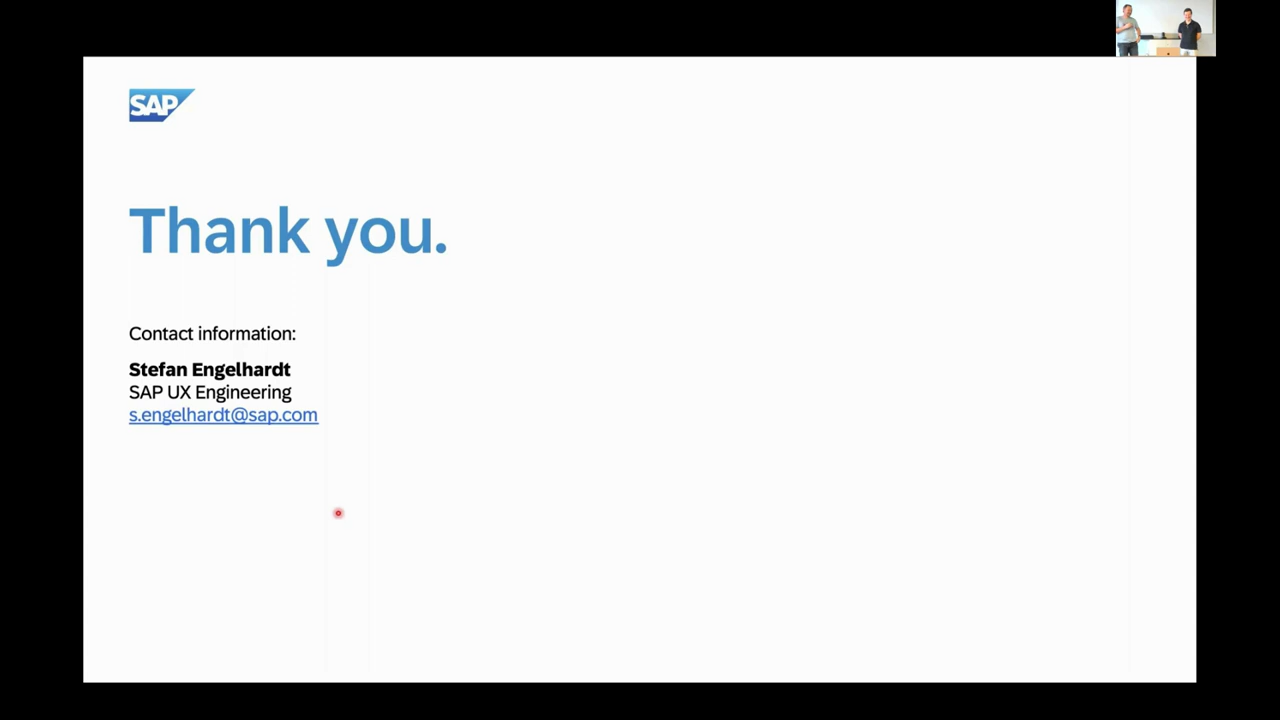 SAP
Thank you.
Contact information:
Stefan Engelhardt
SAP UX Engineering
s.engelhardt@sap.com